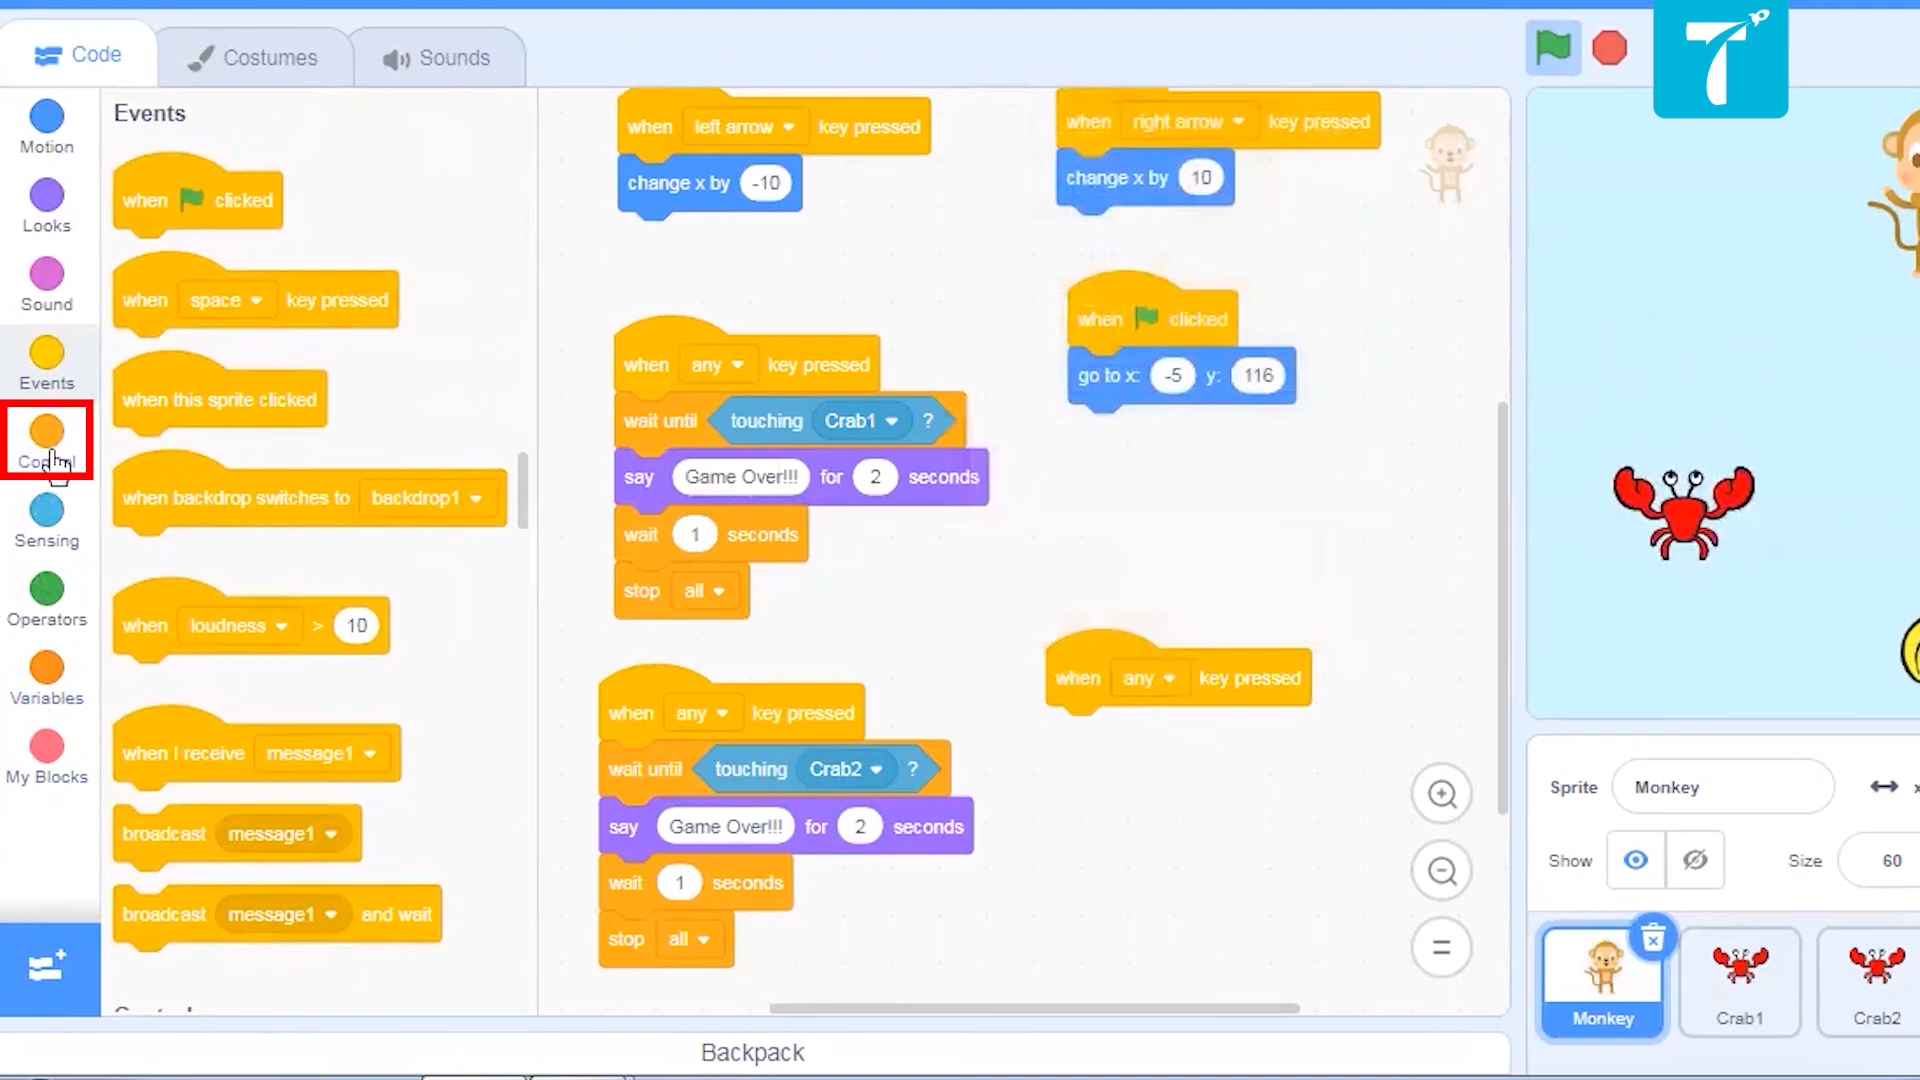 Code
Costumes
Sounds
Motion
Looks
Sound
Events
Sensing
Operators
Variables
My Blocks
Events
when clicked
when space key pressed
when this sprite clicked
when backdrop switches to backdrop1
when loudness > 10
when I receive message1
broadcast message1
broadcast message1 and wait
when left arrow key pressed
change x by -10
when right arrow key pressed
change x by 10
when clicked
go to x: -5 y: 116
when any key pressed
wait until touching Crab1 ?
say Game Over!!! for 2 seconds
wait 1 seconds
stop all
when any key pressed
wait until touching Crab2 ?
say Game Over!!! for 2 seconds
wait 1 seconds
stop all
when any key pressed
Backpack
Sprite Monkey
Show
Size 60
Monkey
Crab1
Crab2